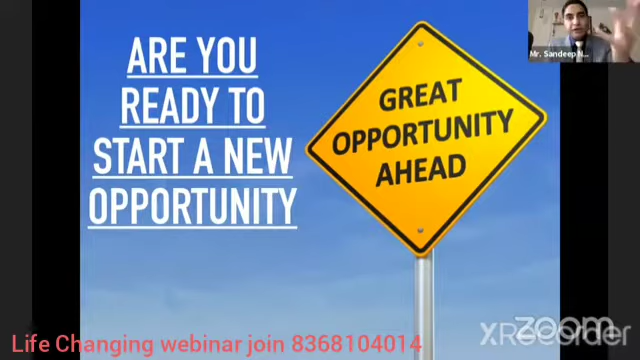 ARE YOU
READY TO
START A NEW
OPPORTUNITY
GREAT
OPPORTUNITY
AHEAD
Mr. Sandeep N...
Life Changing webinar join 8368104014
zoom
XRecorder